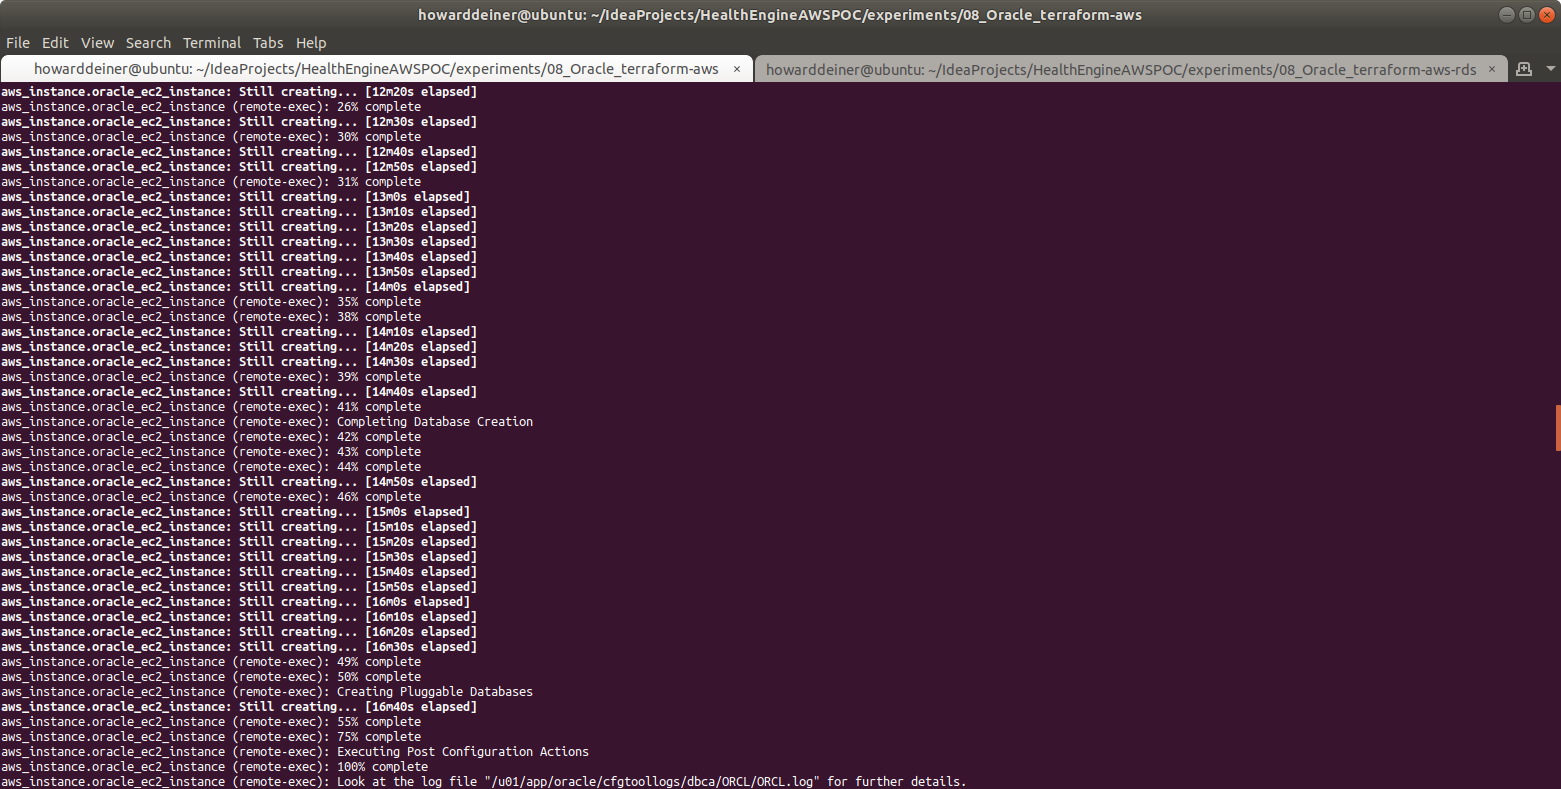 howarddeiner@ubuntu: ~/IdeaProjects/HealthEngineAWSPOC/experiments/08_Oracle_terraform-aws
File Edit View Search Terminal Tabs Help
howarddeiner@ubuntu: ~/IdeaProjects/HealthEngineAWSPOC/experiments/08_Oracle_terraform-aws × howarddeiner@ubuntu: ~/IdeaProjects/HealthEngineAWSPOC/experiments/08_Oracle_terraform-aws-rds ×
aws_instance.oracle_ec2_instance: Still creating... [12m20s elapsed]
aws_instance.oracle_ec2_instance (remote-exec): 26% complete
aws_instance.oracle_ec2_instance: Still creating... [12m30s elapsed]
aws_instance.oracle_ec2_instance (remote-exec): 30% complete
aws_instance.oracle_ec2_instance: Still creating... [12m40s elapsed]
aws_instance.oracle_ec2_instance: Still creating... [12m50s elapsed]
aws_instance.oracle_ec2_instance (remote-exec): 31% complete
aws_instance.oracle_ec2_instance: Still creating... [13m0s elapsed]
aws_instance.oracle_ec2_instance: Still creating... [13m10s elapsed]
aws_instance.oracle_ec2_instance: Still creating... [13m20s elapsed]
aws_instance.oracle_ec2_instance: Still creating... [13m30s elapsed]
aws_instance.oracle_ec2_instance: Still creating... [13m40s elapsed]
aws_instance.oracle_ec2_instance: Still creating... [13m50s elapsed]
aws_instance.oracle_ec2_instance: Still creating... [14m0s elapsed]
aws_instance.oracle_ec2_instance (remote-exec): 35% complete
aws_instance.oracle_ec2_instance (remote-exec): 38% complete
aws_instance.oracle_ec2_instance: Still creating... [14m10s elapsed]
aws_instance.oracle_ec2_instance: Still creating... [14m20s elapsed]
aws_instance.oracle_ec2_instance: Still creating... [14m30s elapsed]
aws_instance.oracle_ec2_instance (remote-exec): 39% complete
aws_instance.oracle_ec2_instance: Still creating... [14m40s elapsed]
aws_instance.oracle_ec2_instance (remote-exec): 41% complete
aws_instance.oracle_ec2_instance (remote-exec): Completing Database Creation
aws_instance.oracle_ec2_instance (remote-exec): 42% complete
aws_instance.oracle_ec2_instance (remote-exec): 43% complete
aws_instance.oracle_ec2_instance (remote-exec): 44% complete
aws_instance.oracle_ec2_instance: Still creating... [14m50s elapsed]
aws_instance.oracle_ec2_instance (remote-exec): 46% complete
aws_instance.oracle_ec2_instance: Still creating... [15m0s elapsed]
aws_instance.oracle_ec2_instance: Still creating... [15m10s elapsed]
aws_instance.oracle_ec2_instance: Still creating... [15m20s elapsed]
aws_instance.oracle_ec2_instance: Still creating... [15m30s elapsed]
aws_instance.oracle_ec2_instance: Still creating... [15m40s elapsed]
aws_instance.oracle_ec2_instance: Still creating... [15m50s elapsed]
aws_instance.oracle_ec2_instance: Still creating... [16m0s elapsed]
aws_instance.oracle_ec2_instance: Still creating... [16m10s elapsed]
aws_instance.oracle_ec2_instance: Still creating... [16m20s elapsed]
aws_instance.oracle_ec2_instance: Still creating... [16m30s elapsed]
aws_instance.oracle_ec2_instance (remote-exec): 49% complete
aws_instance.oracle_ec2_instance (remote-exec): 50% complete
aws_instance.oracle_ec2_instance (remote-exec): Creating Pluggable Databases
aws_instance.oracle_ec2_instance: Still creating... [16m40s elapsed]
aws_instance.oracle_ec2_instance (remote-exec): 55% complete
aws_instance.oracle_ec2_instance (remote-exec): 75% complete
aws_instance.oracle_ec2_instance (remote-exec): Executing Post Configuration Actions
aws_instance.oracle_ec2_instance (remote-exec): 100% complete
aws_instance.oracle_ec2_instance (remote-exec): Look at the log file "/u01/app/oracle/cfgtoollogs/dbca/ORCL/ORCL.log" for further details.